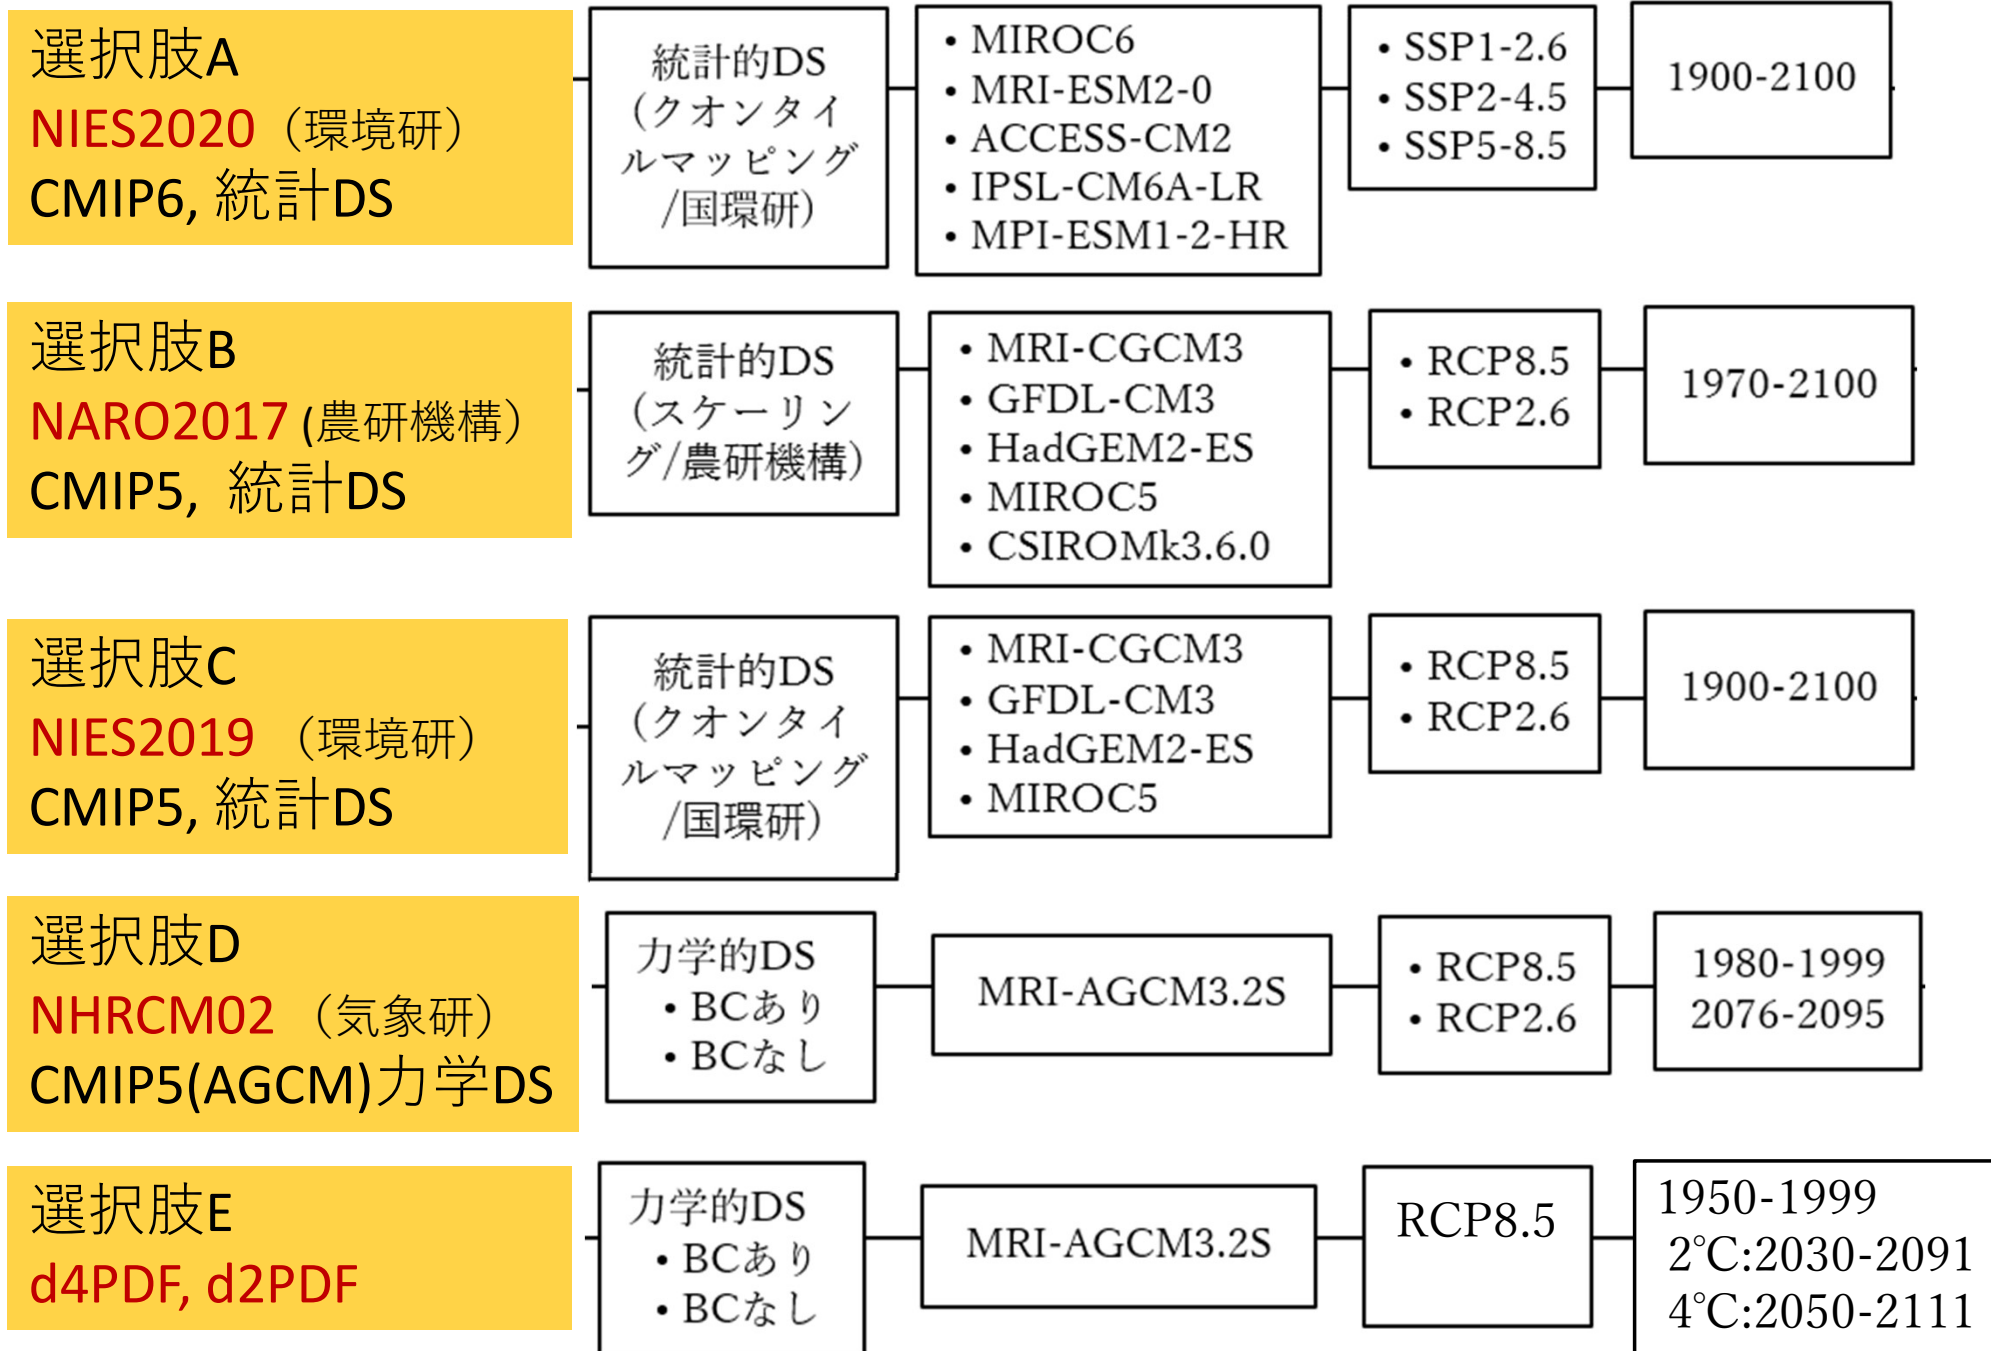 選択肢A
NIES2020（環境研）
CMIP6, 統計DS
統計的DS
（クオンタイ
ルマッピング
/国環研）
• MIROC6
• MRI-ESM2-0
• ACCESS-CM2
• IPSL-CM6A-LR
• MPI-ESM1-2-HR
• SSP1-2.6
• SSP2-4.5
• SSP5-8.5
1900-2100
選択肢B
NARO2017 (農研機構）
CMIP5, 統計DS
統計的DS
（スケーリン
グ/農研機構）
• MRI-CGCM3
• GFDL-CM3
• HadGEM2-ES
• MIROC5
• CSIROMk3.6.0
• RCP8.5
• RCP2.6
1970-2100
選択肢C
NIES2019 （環境研）
CMIP5, 統計DS
統計的DS
（クオンタイ
ルマッピング
/国環研）
• MRI-CGCM3
• GFDL-CM3
• HadGEM2-ES
• MIROC5
• RCP8.5
• RCP2.6
1900-2100
選択肢D
NHRCM02 （気象研）
CMIP5(AGCM)力学DS
力学的DS
• BCあり
• BCなし
MRI-AGCM3.2S
• RCP8.5
• RCP2.6
1980-1999
2076-2095
選択肢E
d4PDF, d2PDF
力学的DS
• BCあり
• BCなし
MRI-AGCM3.2S
RCP8.5
1950-1999
2℃:2030-2091
4℃:2050-2111